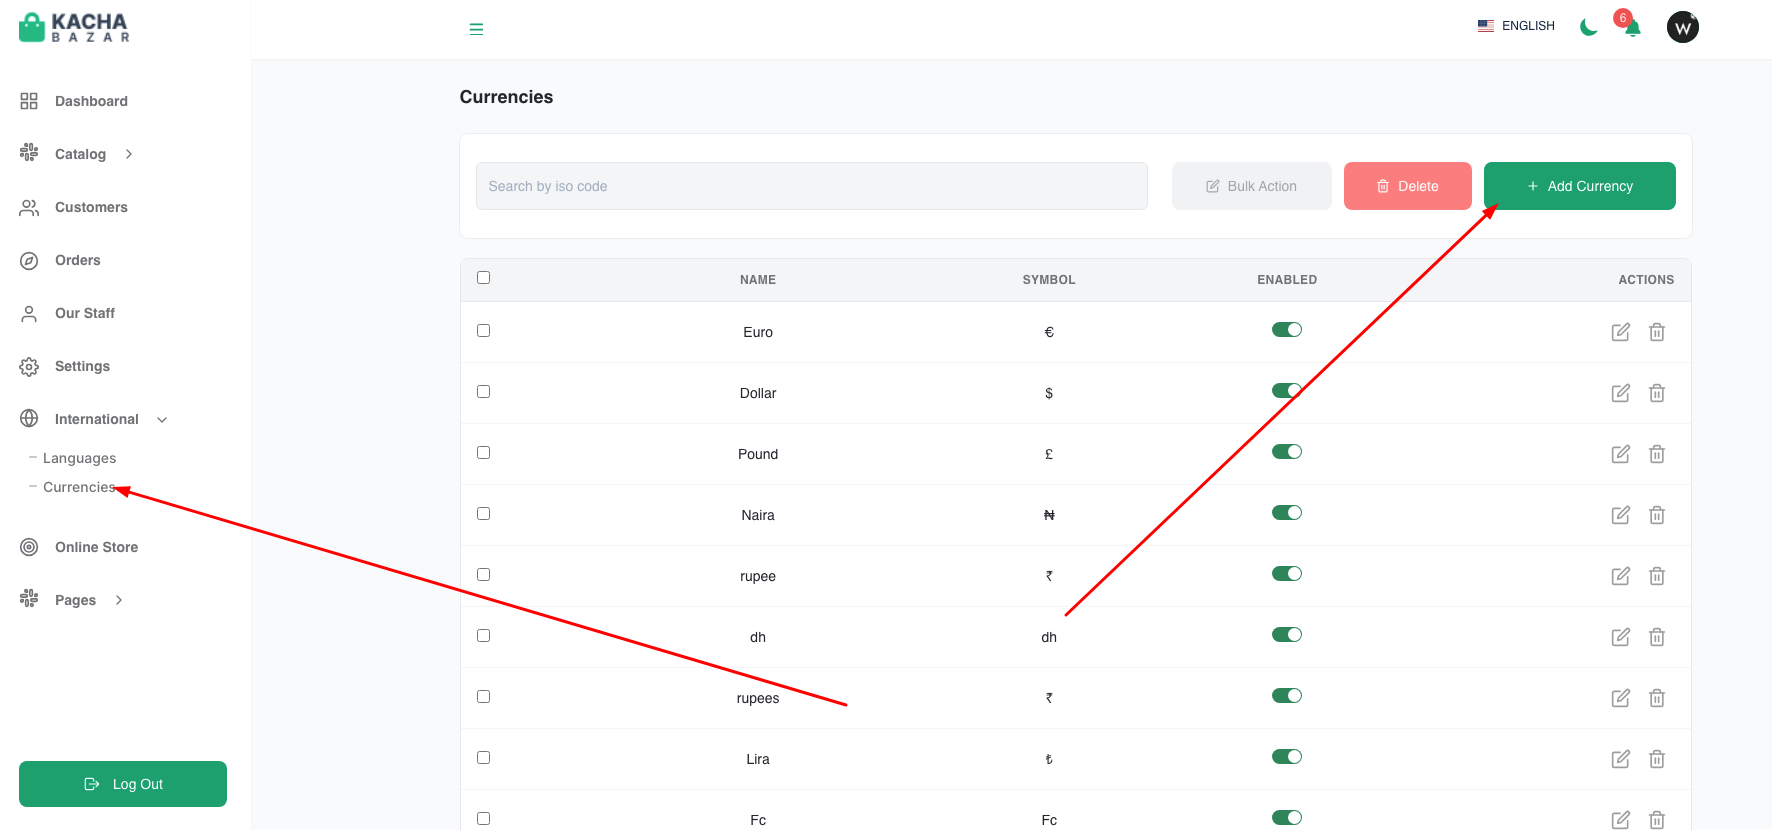 KACHA
BAZAR
ENGLISH
6
W
Dashboard
Catalog
Customers
Orders
Our Staff
Settings
International
Languages
Currencies
Online Store
Pages
Log Out
Currencies
Search by iso code
Bulk Action
Delete
Add Currency
NAME SYMBOL ENABLED ACTIONS
Euro €
Dollar $
Pound £
Naira ₦
rupee ₹
dh dh
rupees ₹
Lira ₺
Fc Fc